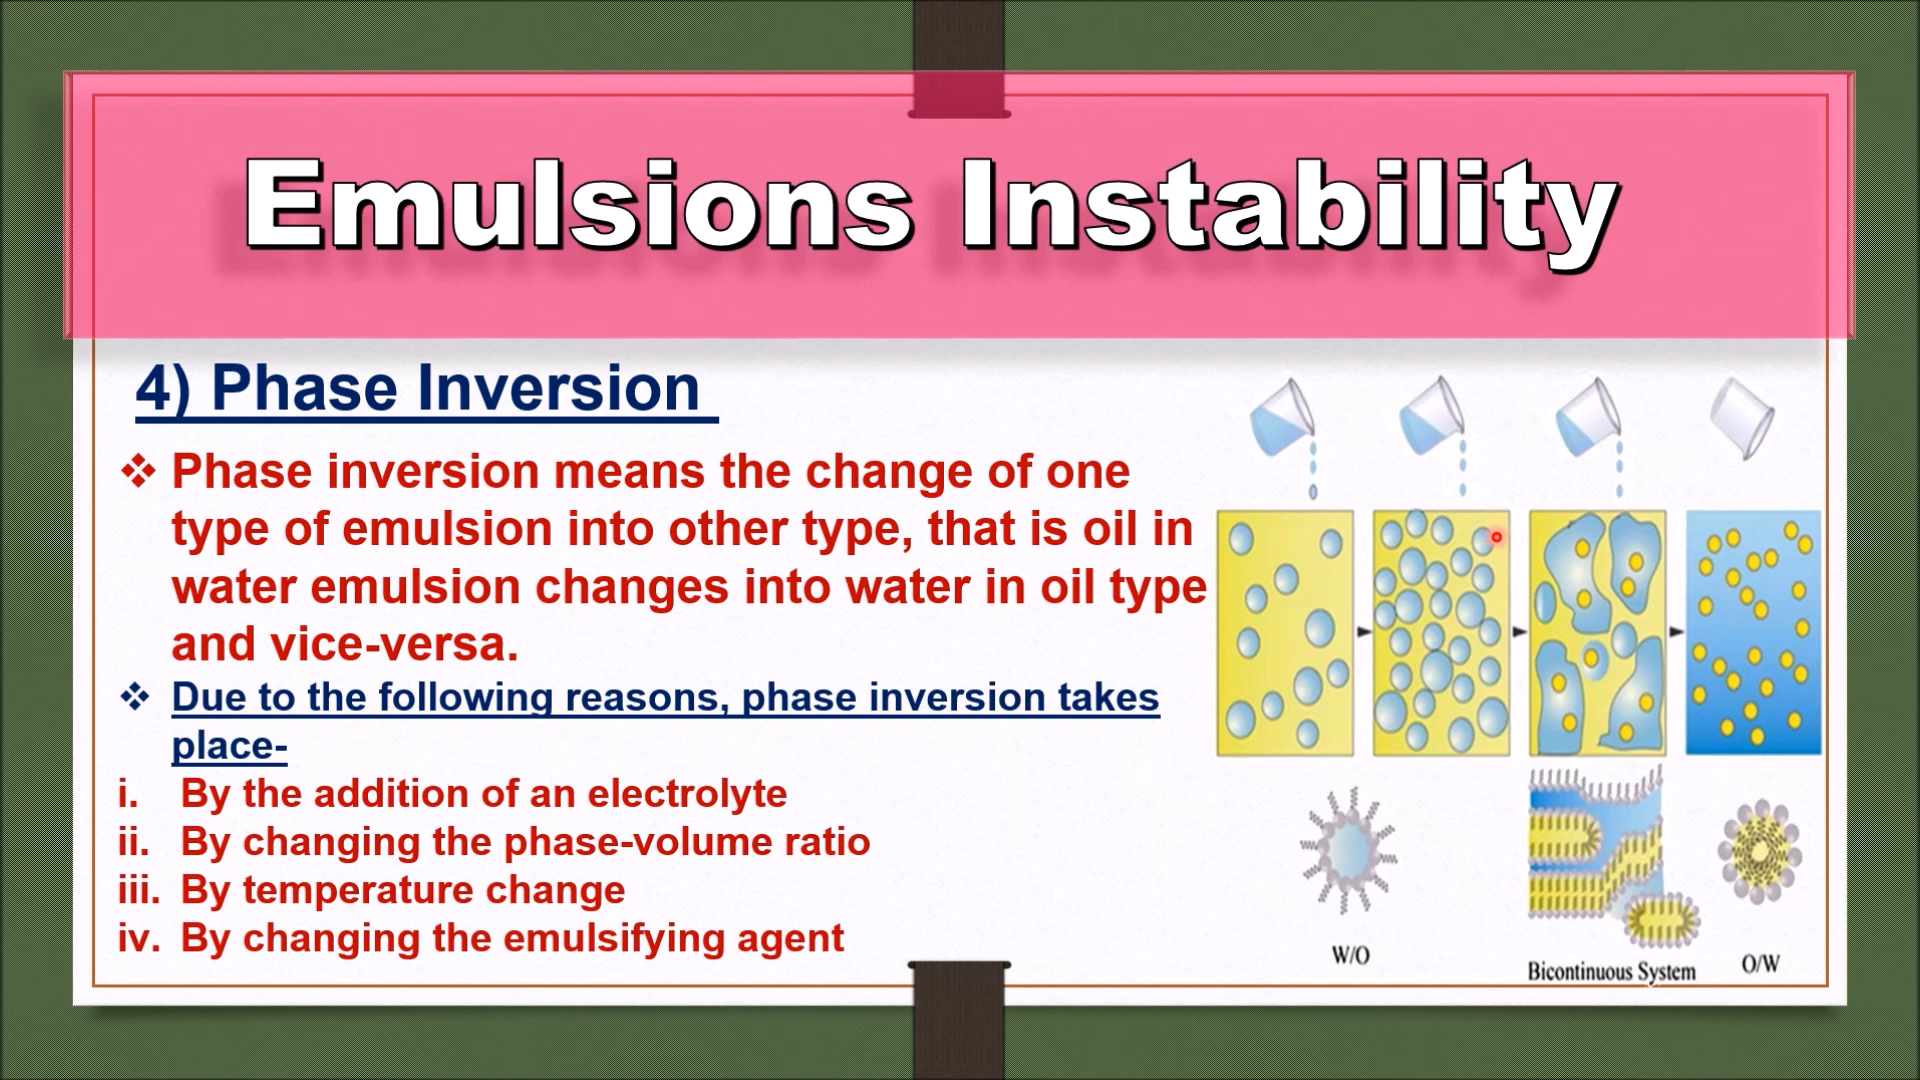 Emulsions Instability
4) Phase Inversion
❖ Phase inversion means the change of one
type of emulsion into other type, that is oil in
water emulsion changes into water in oil type
and vice-versa.
❖ Due to the following reasons, phase inversion takes
place-
i. By the addition of an electrolyte
ii. By changing the phase-volume ratio
iii. By temperature change
iv. By changing the emulsifying agent
W/O
Bicontinuous System
O/W